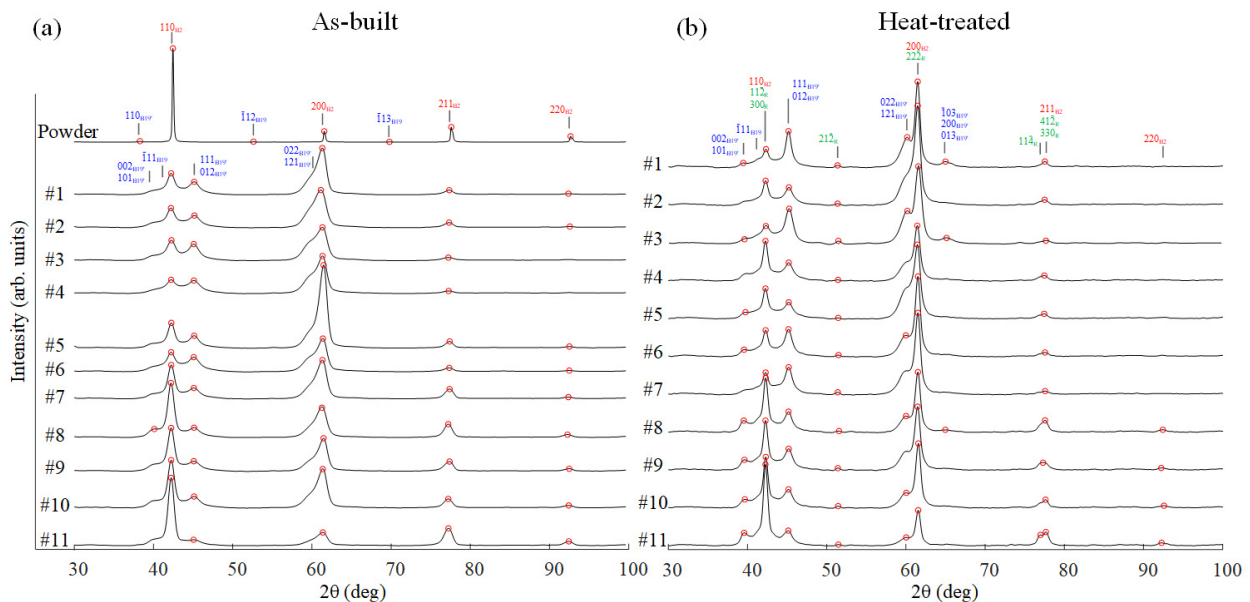 (a)
As-built
110B2
Powder
110B19'
1̄12B19
200B2
1̄13B19
211B2
220B2
002B19' 1̄11B19
101B19'
111B19'
012B19'
022B19'
121B19'
#1
#2
#3
#4
#5
#6
#7
#8
#9
#10
#11
Intensity (arb. units)
30 40 50 60 70 80 90 100
2θ (deg)
(b)
Heat-treated
200B2
222̄R
110B2
112̄R
300R
111B19'
012B19'
002B19' 1̄11B19
101B19'
212̄R
022B19'
121B19'
1̄03B19'
200B19'
013B19'
114̄R
211B2
412̄R
330R
220B2
#1
#2
#3
#4
#5
#6
#7
#8
#9
#10
#11
30 40 50 60 70 80 90 100
2θ (deg)